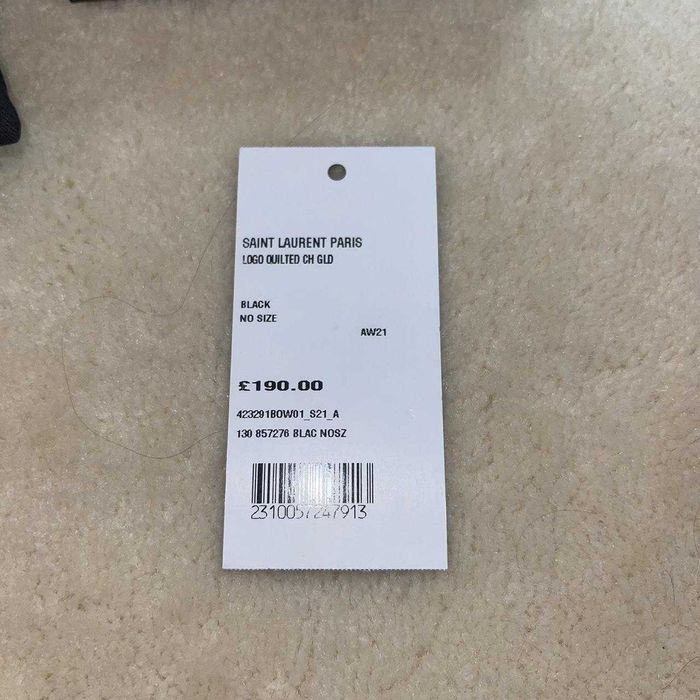 SAINT LAURENT PARIS
LOGO QUILTED CH GLD
BLACK
NO SIZE
AW21
£190.00
423291BOW01_S21_A
130 857276 BLAC NOSZ
2310057247913